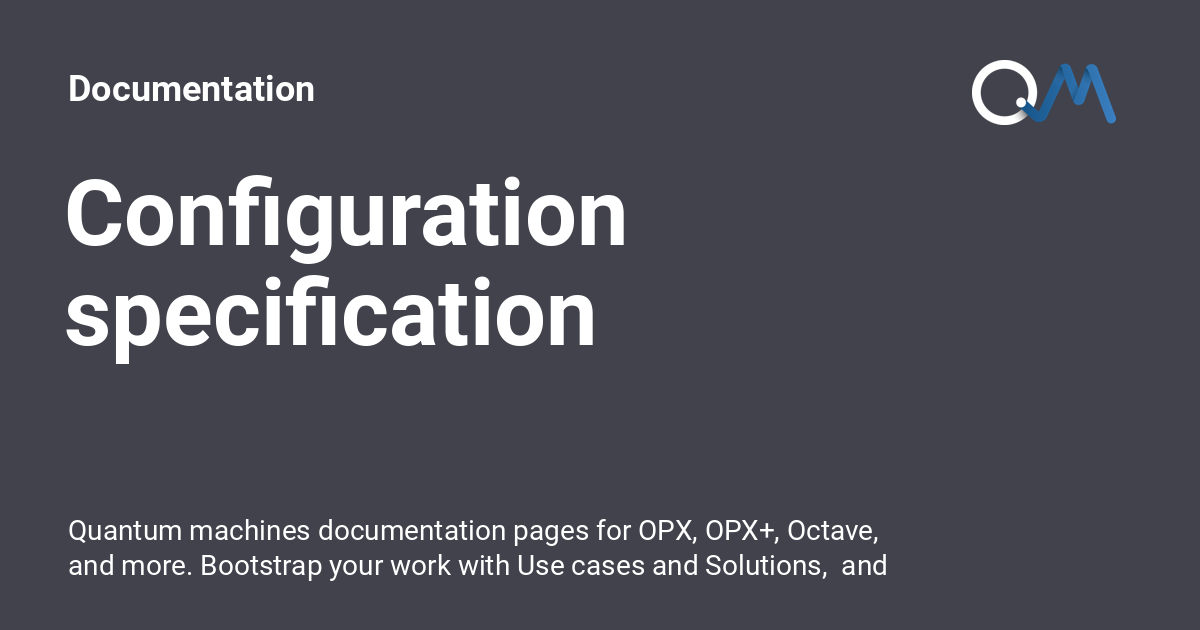 Documentation
QM
Configuration
specification
Quantum machines documentation pages for OPX, OPX+, Octave,
and more. Bootstrap your work with Use cases and Solutions,  and